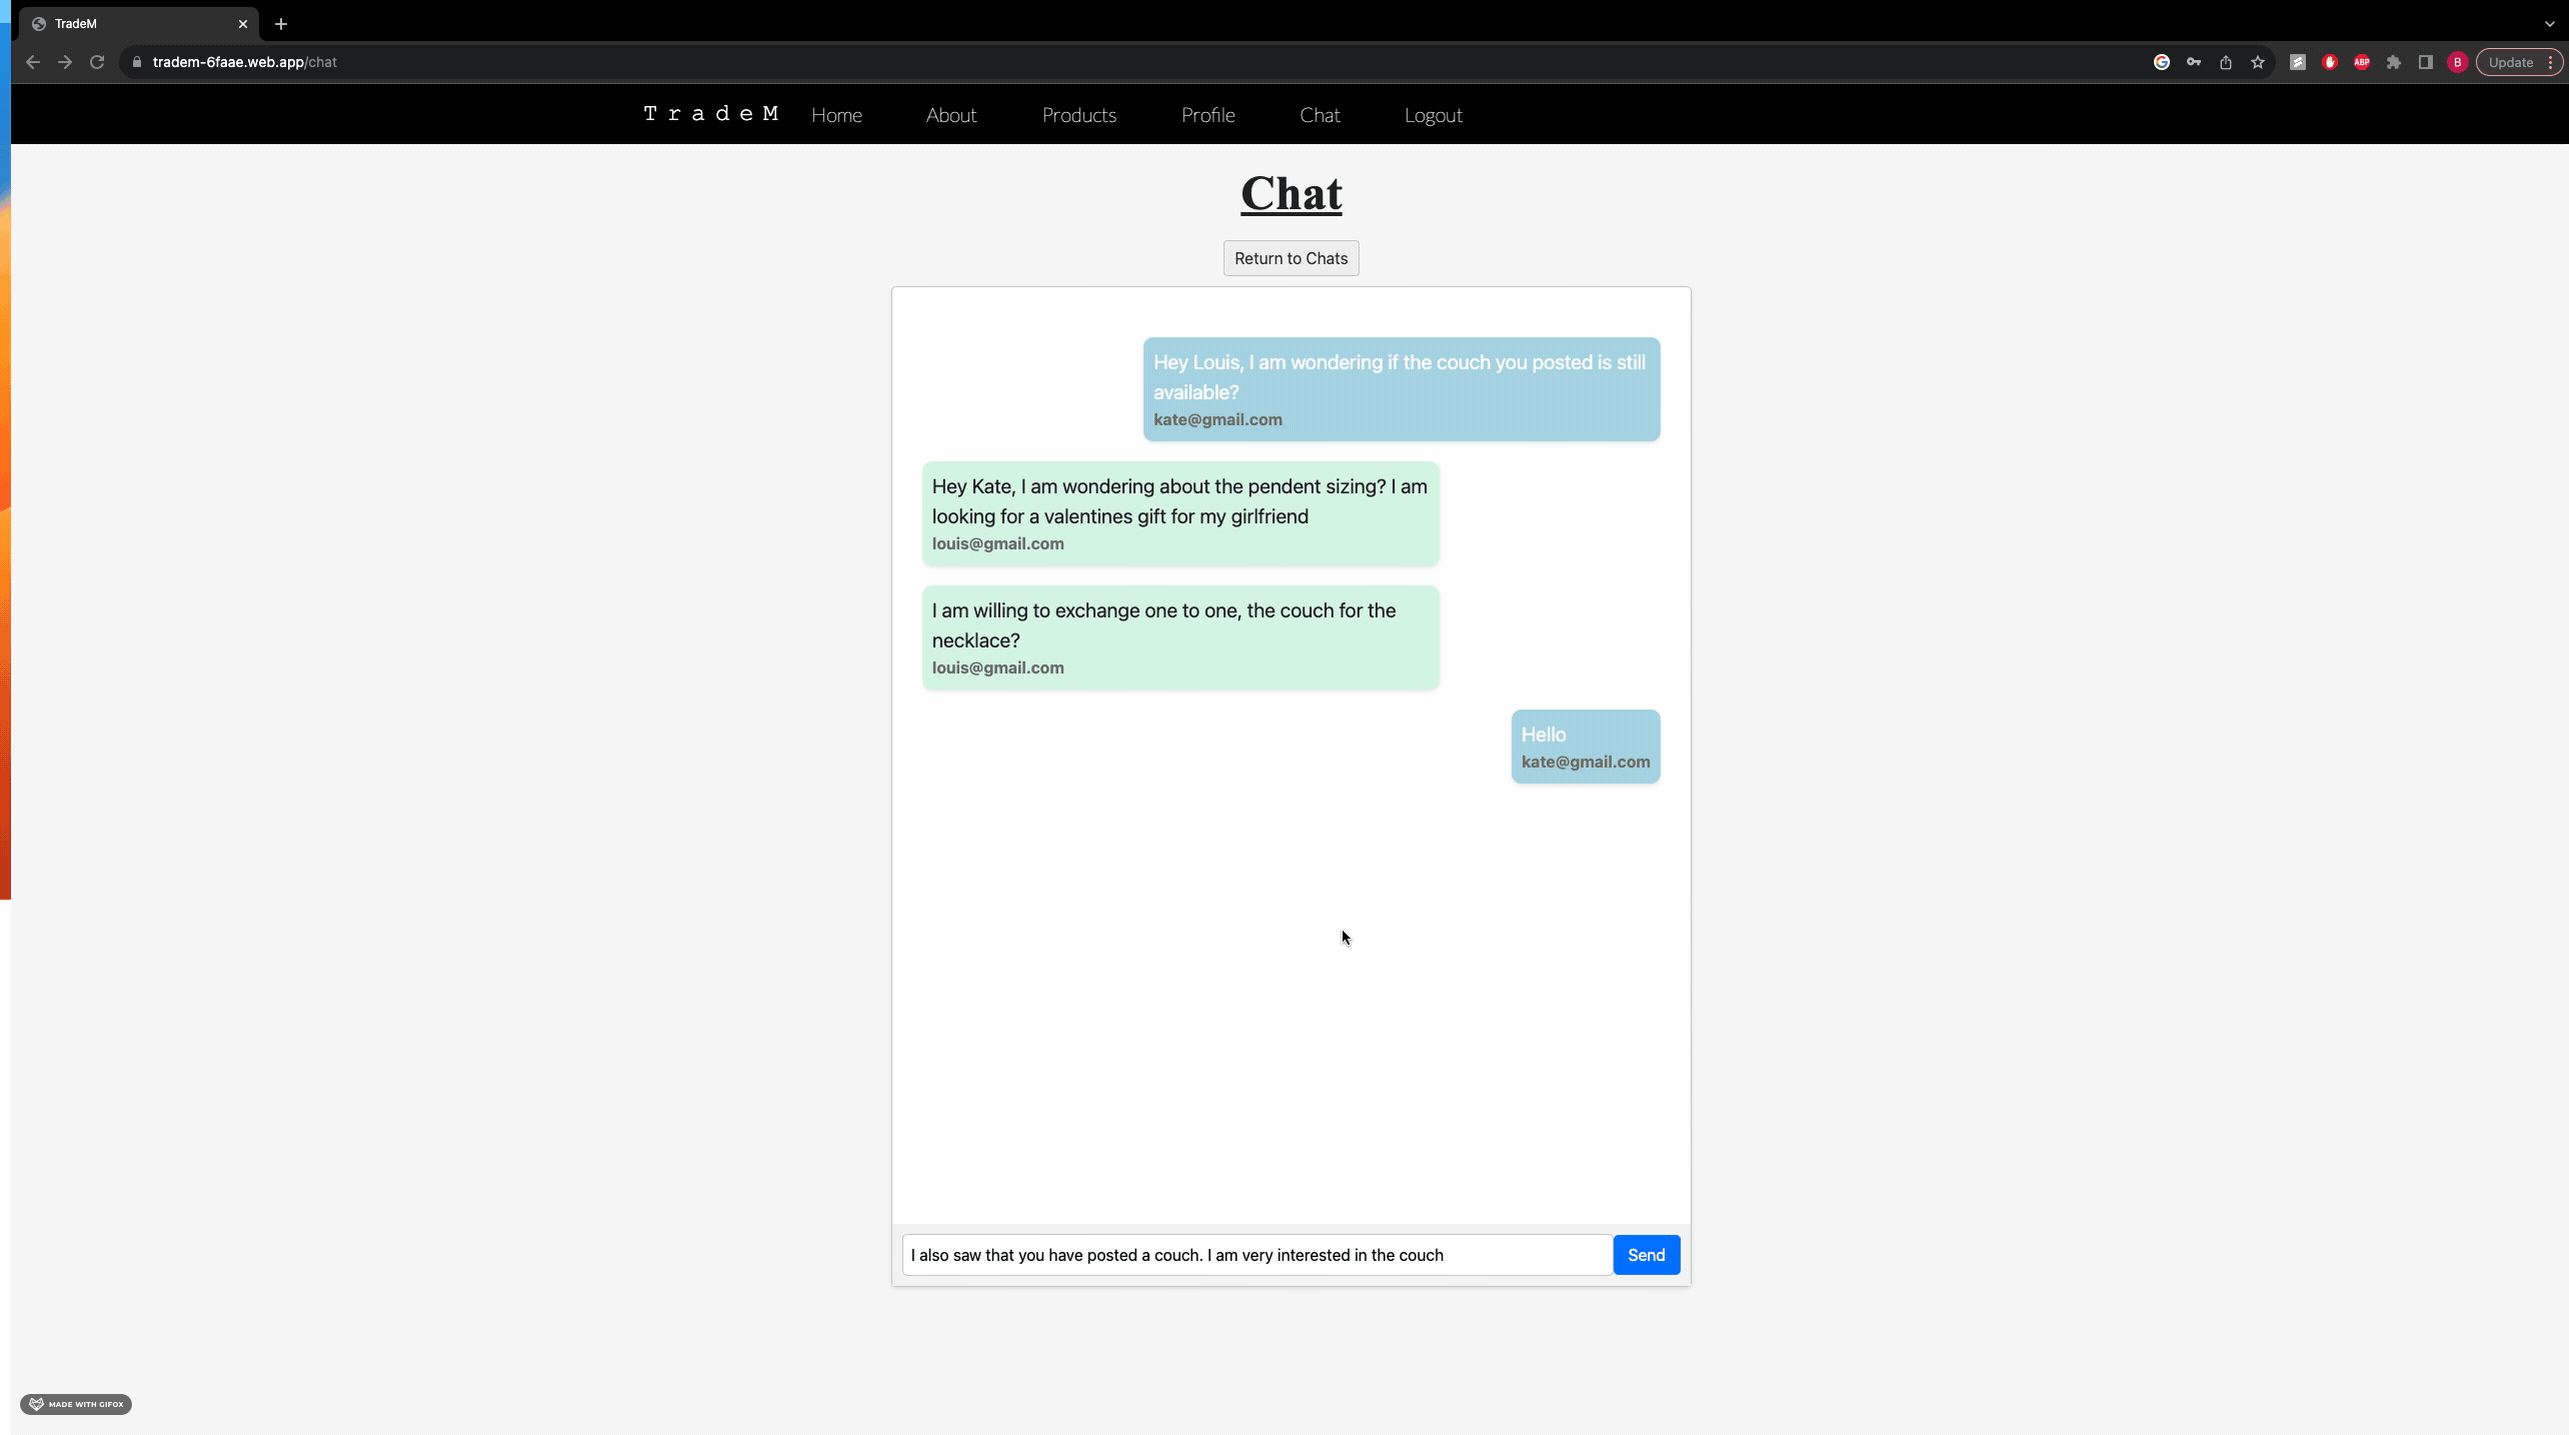 TradeM
tradem-6faae.web.app/chat
ABP
B
Update
TradeM Home About Products Profile Chat Logout
Chat
Return to Chats
Hey Louis, I am wondering if the couch you posted is still
available?
kate@gmail.com
Hey Kate, I am wondering about the pendent sizing? I am
looking for a valentines gift for my girlfriend
louis@gmail.com
I am willing to exchange one to one, the couch for the
necklace?
louis@gmail.com
Hello
kate@gmail.com
I also saw that you have posted a couch. I am very interested in the couch
Send
MADE WITH GIFOX